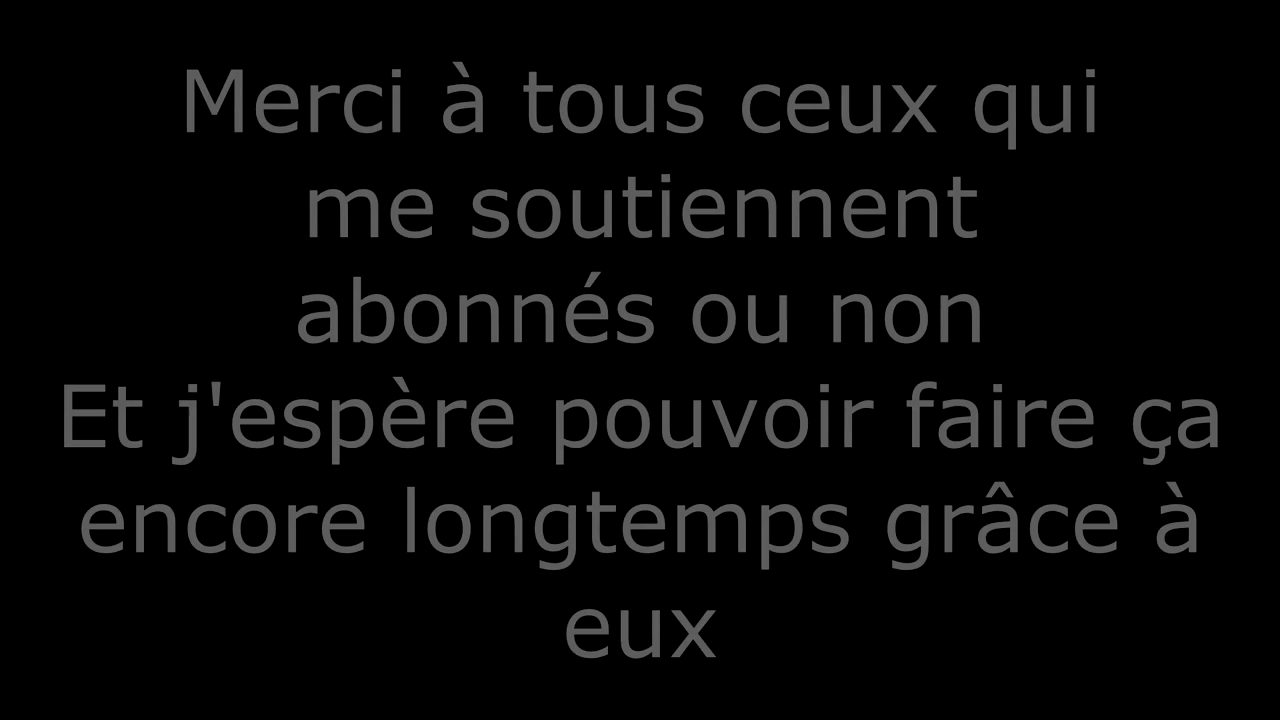 Merci à tous ceux qui
me soutiennent
abonnés ou non
Et j'espère pouvoir faire ça
encore longtemps grâce à
eux